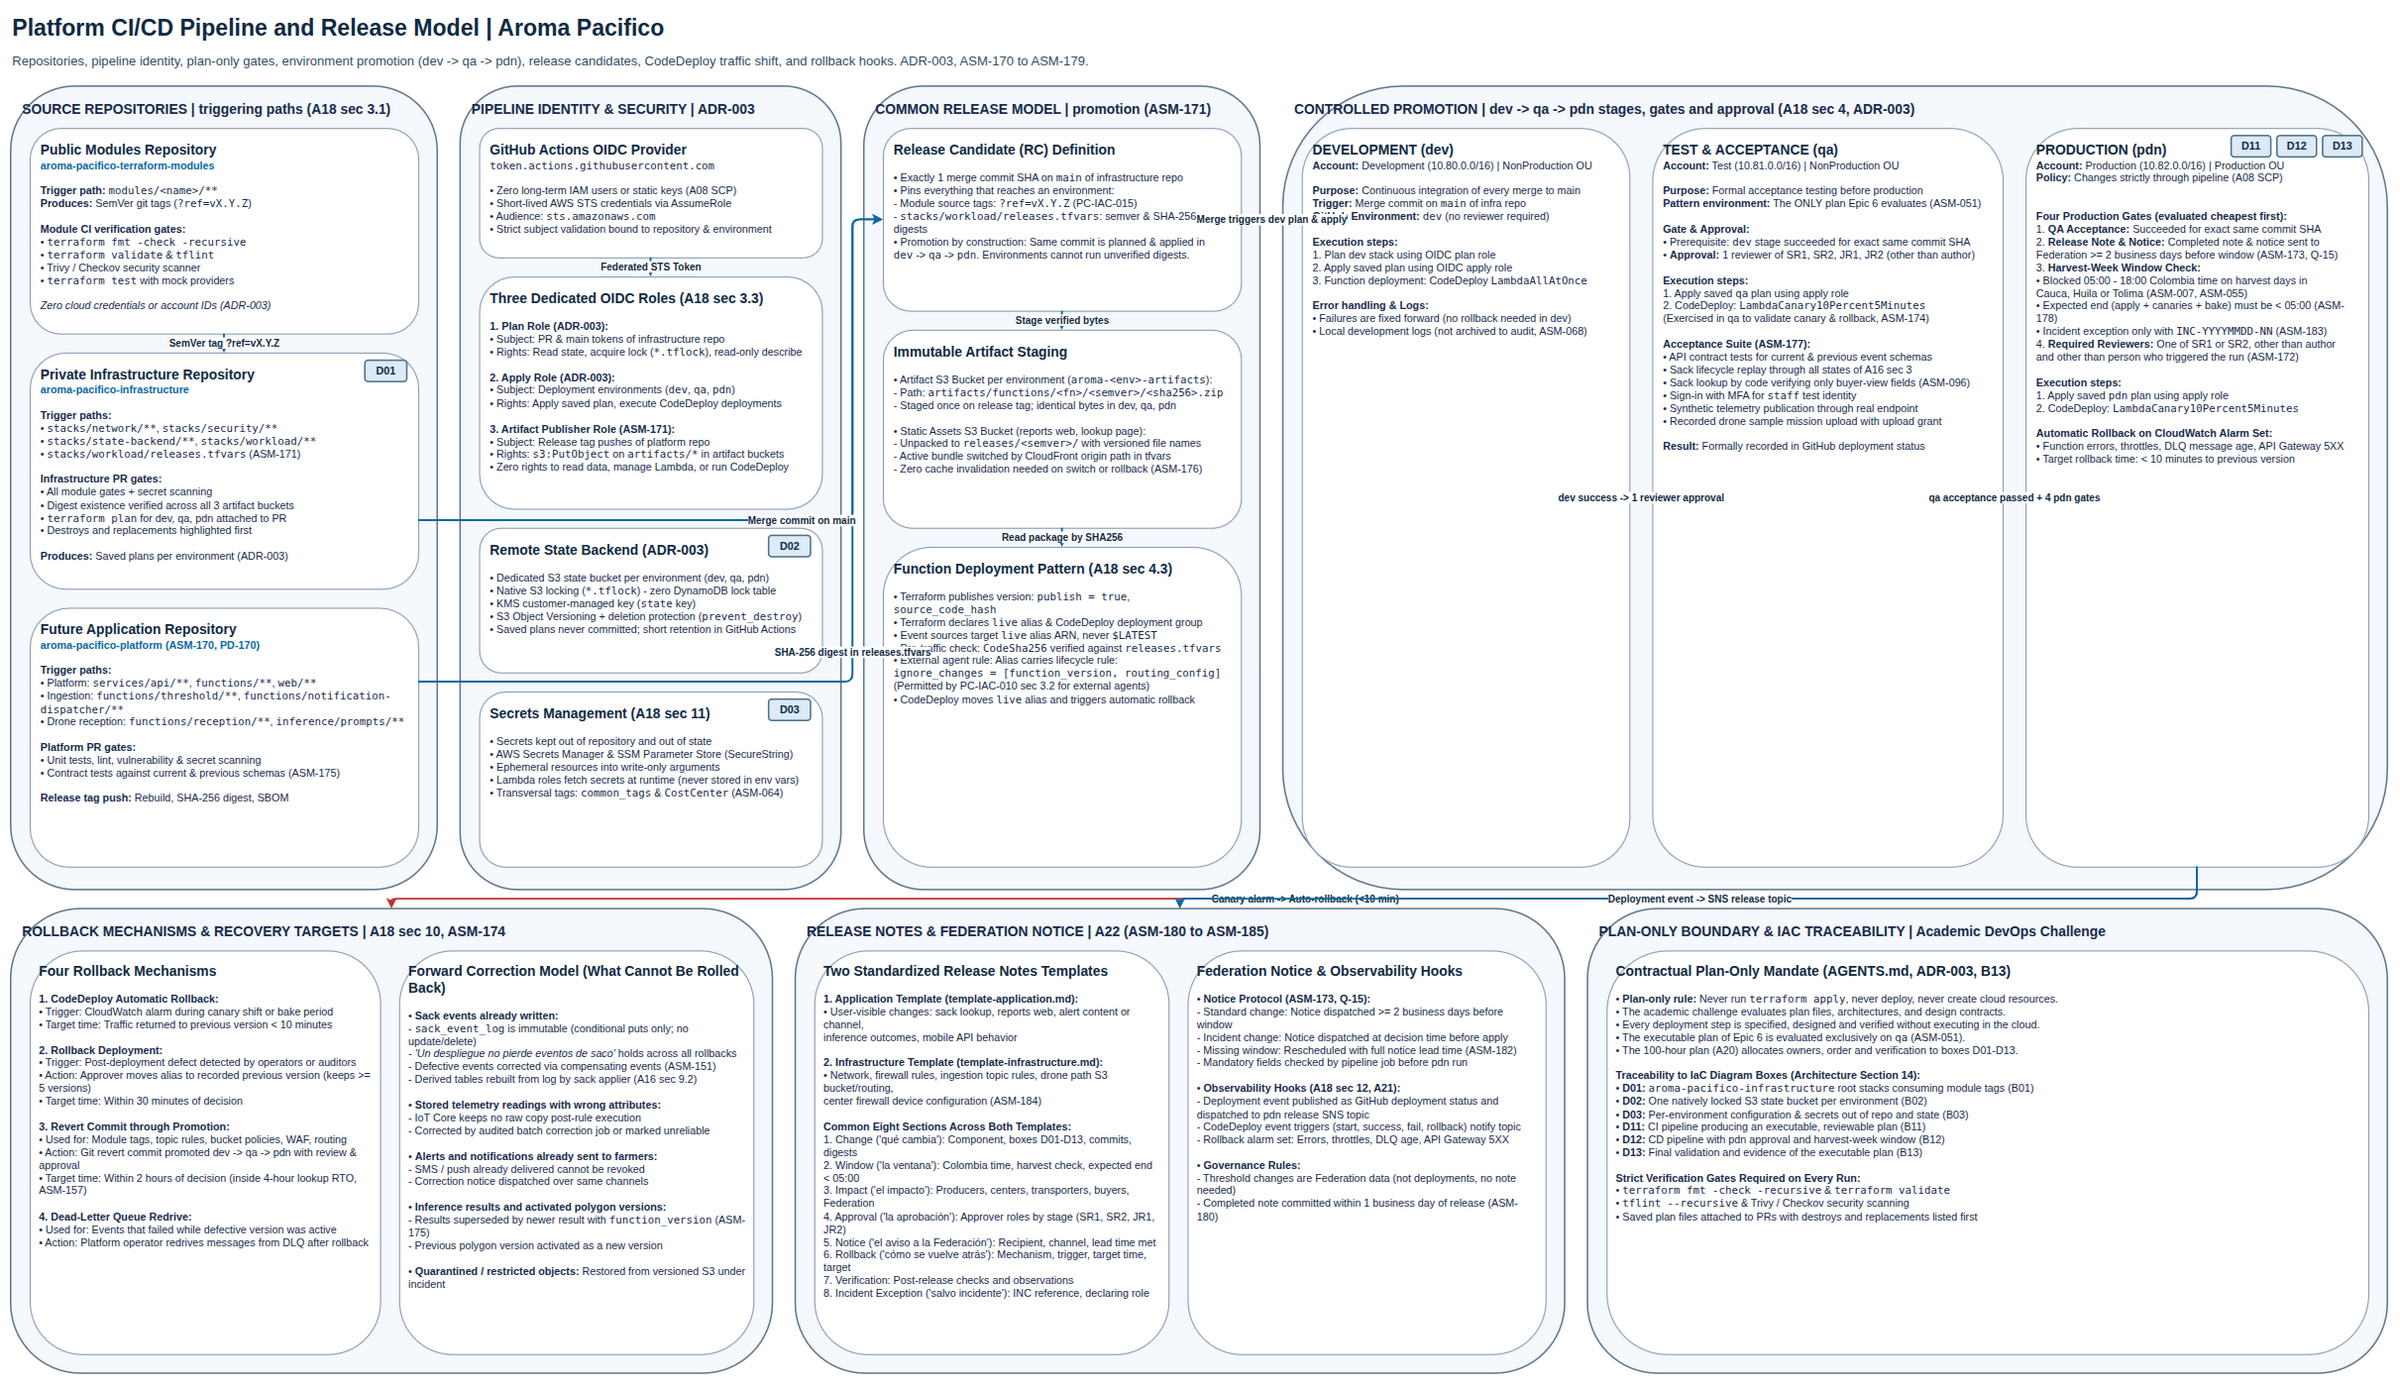 Platform CI/CD Pipeline and Release Model | Aroma Pacifico
Repositories, pipeline identity, plan-only gates, environment promotion (dev -> qa -> pdn), release candidates, CodeDeploy traffic shift, and rollback hooks. ADR-003, ASM-170 to ASM-179.
SOURCE REPOSITORIES | triggering paths (A18 sec 3.1)
Public Modules Repository
aroma-pacifico-terraform-modules
Trigger path: modules/<name>/**
Produces: SemVer git tags (?ref=vX.Y.Z)
Module CI verification gates:
• terraform fmt -check -recursive
• terraform validate & tflint
• Trivy / Checkov security scanner
• terraform test with mock providers
Zero cloud credentials or account IDs (ADR-003)
SemVer tag ?ref=vX.Y.Z
Private Infrastructure Repository
D01
aroma-pacifico-infrastructure
Trigger paths:
• stacks/network/**, stacks/security/**
• stacks/state-backend/**, stacks/workload/**
• stacks/workload/releases.tfvars (ASM-171)
Infrastructure PR gates:
• All module gates + secret scanning
• Digest existence verified across all 3 artifact buckets
• terraform plan for dev, qa, pdn attached to PR
• Destroys and replacements highlighted first
Produces: Saved plans per environment (ADR-003)
Future Application Repository
aroma-pacifico-platform (ASM-170, PD-170)
Trigger paths:
• Platform: services/api/**, functions/**, web/**
• Ingestion: functions/threshold/**, functions/notification-
dispatcher/**
• Drone reception: functions/reception/**, inference/prompts/**
Platform PR gates:
• Unit tests, lint, vulnerability & secret scanning
• Contract tests against current & previous schemas (ASM-175)
Release tag push: Rebuild, SHA-256 digest, SBOM
PIPELINE IDENTITY & SECURITY | ADR-003
GitHub Actions OIDC Provider
token.actions.githubusercontent.com
• Zero long-term IAM users or static keys (A08 SCP)
• Short-lived AWS STS credentials via AssumeRole
• Audience: sts.amazonaws.com
• Strict subject validation bound to repository & environment
Federated STS Token
Three Dedicated OIDC Roles (A18 sec 3.3)
1. Plan Role (ADR-003):
• Subject: PR & main tokens of infrastructure repo
• Rights: Read state, acquire lock (*.tflock), read-only describe
2. Apply Role (ADR-003):
• Subject: Deployment environments (dev, qa, pdn)
• Rights: Apply saved plan, execute CodeDeploy deployments
3. Artifact Publisher Role (ASM-171):
• Subject: Release tag pushes of platform repo
• Rights: s3:PutObject on artifacts/* in artifact buckets
• Zero rights to read data, manage Lambda, or run CodeDeploy
Merge commit on main
Remote State Backend (ADR-003)
D02
• Dedicated S3 state bucket per environment (dev, qa, pdn)
• Native S3 locking (*.tflock) - zero DynamoDB lock table
• KMS customer-managed key (state key)
• S3 Object Versioning + deletion protection (prevent_destroy)
• Saved plans never committed; short retention in GitHub Actions
SHA-256 digest in releases.tfvars
Secrets Management (A18 sec 11)
D03
• Secrets kept out of repository and out of state
• AWS Secrets Manager & SSM Parameter Store (SecureString)
• Ephemeral resources into write-only arguments
• Lambda roles fetch secrets at runtime (never stored in env vars)
• Transversal tags: common_tags & CostCenter (ASM-064)
COMMON RELEASE MODEL | promotion (ASM-171)
Release Candidate (RC) Definition
• Exactly 1 merge commit SHA on main of infrastructure repo
• Pins everything that reaches an environment:
- Module source tags: ?ref=vX.Y.Z (PC-IAC-015)
- stacks/workload/releases.tfvars: semver & SHA-256
digests
• Promotion by construction: Same commit is planned & applied in
dev -> qa -> pdn. Environments cannot run unverified digests.
Merge triggers dev plan & apply
Stage verified bytes
Immutable Artifact Staging
• Artifact S3 Bucket per environment (aroma-<env>-artifacts):
- Path: artifacts/functions/<fn>/<semver>/<sha256>.zip
- Staged once on release tag; identical bytes in dev, qa, pdn
• Static Assets S3 Bucket (reports web, lookup page):
- Unpacked to releases/<semver>/ with versioned file names
- Active bundle switched by CloudFront origin path in tfvars
- Zero cache invalidation needed on switch or rollback (ASM-176)
Read package by SHA256
Function Deployment Pattern (A18 sec 4.3)
• Terraform publishes version: publish = true,
source_code_hash
• Terraform declares live alias & CodeDeploy deployment group
• Event sources target live alias ARN, never $LATEST
traffic check: CodeSha256 verified against releases.tfvars
• External agent rule: Alias carries lifecycle rule:
ignore_changes = [function_version, routing_config]
(Permitted by PC-IAC-010 sec 3.2 for external agents)
• CodeDeploy moves live alias and triggers automatic rollback
CONTROLLED PROMOTION | dev -> qa -> pdn stages, gates and approval (A18 sec 4, ADR-003)
DEVELOPMENT (dev)
Account: Development (10.80.0.0/16) | NonProduction OU
Purpose: Continuous integration of every merge to main
Trigger: Merge commit on main of infra repo
Environment: dev (no reviewer required)
Execution steps:
1. Plan dev stack using OIDC plan role
2. Apply saved plan using OIDC apply role
3. Function deployment: CodeDeploy LambdaAllAtOnce
Error handling & Logs:
• Failures are fixed forward (no rollback needed in dev)
• Local development logs (not archived to audit, ASM-068)
dev success -> 1 reviewer approval
TEST & ACCEPTANCE (qa)
Account: Test (10.81.0.0/16) | NonProduction OU
Purpose: Formal acceptance testing before production
Pattern environment: The ONLY plan Epic 6 evaluates (ASM-051)
Gate & Approval:
• Prerequisite: dev stage succeeded for exact same commit SHA
• Approval: 1 reviewer of SR1, SR2, JR1, JR2 (other than author)
Execution steps:
1. Apply saved qa plan using apply role
2. CodeDeploy: LambdaCanary10Percent5Minutes
(Exercised in qa to validate canary & rollback, ASM-174)
Acceptance Suite (ASM-177):
• API contract tests for current & previous event schemas
• Sack lifecycle replay through all states of A16 sec 3
• Sack lookup by code verifying only buyer-view fields (ASM-096)
• Sign-in with MFA for staff test identity
• Synthetic telemetry publication through real endpoint
• Recorded drone sample mission upload with upload grant
Result: Formally recorded in GitHub deployment status
qa acceptance passed + 4 pdn gates
PRODUCTION (pdn)
D11
D12
D13
Account: Production (10.82.0.0/16) | Production OU
Policy: Changes strictly through pipeline (A08 SCP)
Four Production Gates (evaluated cheapest first):
1. QA Acceptance: Succeeded for exact same commit SHA
2. Release Note & Notice: Completed note & notice sent to
Federation >= 2 business days before window (ASM-173, Q-15)
3. Harvest-Week Window Check:
• Blocked 05:00 - 18:00 Colombia time on harvest days in
Cauca, Huila or Tolima (ASM-007, ASM-055)
• Expected end (apply + canaries + bake) must be < 05:00 (ASM-
178)
• Incident exception only with INC-YYYYMMDD-NN (ASM-183)
4. Required Reviewers: One of SR1 or SR2, other than author
and other than person who triggered the run (ASM-172)
Execution steps:
1. Apply saved pdn plan using apply role
2. CodeDeploy: LambdaCanary10Percent5Minutes
Automatic Rollback on CloudWatch Alarm Set:
• Function errors, throttles, DLQ message age, API Gateway 5XX
• Target rollback time: < 10 minutes to previous version
Canary alarm -> Auto-rollback (<10 min)
Deployment event -> SNS release topic
ROLLBACK MECHANISMS & RECOVERY TARGETS | A18 sec 10, ASM-174
Four Rollback Mechanisms
1. CodeDeploy Automatic Rollback:
• Trigger: CloudWatch alarm during canary shift or bake period
• Target time: Traffic returned to previous version < 10 minutes
2. Rollback Deployment:
• Trigger: Post-deployment defect detected by operators or auditors
• Action: Approver moves alias to recorded previous version (keeps >=
5 versions)
• Target time: Within 30 minutes of decision
3. Revert Commit through Promotion:
• Used for: Module tags, topic rules, bucket policies, WAF, routing
• Action: Git revert commit promoted dev -> qa -> pdn with review &
approval
• Target time: Within 2 hours of decision (inside 4-hour lookup RTO,
ASM-157)
4. Dead-Letter Queue Redrive:
• Used for: Events that failed while defective version was active
• Action: Platform operator redrives messages from DLQ after rollback
Forward Correction Model (What Cannot Be Rolled
Back)
• Sack events already written:
- sack_event_log is immutable (conditional puts only; no
update/delete)
- 'Un despliegue no pierde eventos de saco' holds across all rollbacks
- Defective events corrected via compensating events (ASM-151)
- Derived tables rebuilt from log by sack applier (A16 sec 9.2)
• Stored telemetry readings with wrong attributes:
- IoT Core keeps no raw copy post-rule execution
- Corrected by audited batch correction job or marked unreliable
• Alerts and notifications already sent to farmers:
- SMS / push already delivered cannot be revoked
- Correction notice dispatched over same channels
• Inference results and activated polygon versions:
- Results superseded by newer result with function_version (ASM-
175)
- Previous polygon version activated as a new version
• Quarantined / restricted objects: Restored from versioned S3 under
incident
RELEASE NOTES & FEDERATION NOTICE | A22 (ASM-180 to ASM-185)
Two Standardized Release Notes Templates
1. Application Template (template-application.md):
• User-visible changes: sack lookup, reports web, alert content or
channel,
inference outcomes, mobile API behavior
2. Infrastructure Template (template-infrastructure.md):
• Network, firewall rules, ingestion topic rules, drone path S3
bucket/routing,
center firewall device configuration (ASM-184)
Common Eight Sections Across Both Templates:
1. Change ('qué cambia'): Component, boxes D01-D13, commits,
digests
2. Window ('la ventana'): Colombia time, harvest check, expected end
< 05:00
3. Impact ('el impacto'): Producers, centers, transporters, buyers,
Federation
4. Approval ('la aprobación'): Approver roles by stage (SR1, SR2, JR1,
JR2)
5. Notice ('el aviso a la Federación'): Recipient, channel, lead time met
6. Rollback ('cómo se vuelve atrás'): Mechanism, trigger, target time,
target
7. Verification: Post-release checks and observations
8. Incident Exception ('salvo incidente'): INC reference, declaring role
Federation Notice & Observability Hooks
• Notice Protocol (ASM-173, Q-15):
- Standard change: Notice dispatched >= 2 business days before
window
- Incident change: Notice dispatched at decision time before apply
- Missing window: Rescheduled with full notice lead time (ASM-182)
- Mandatory fields checked by pipeline job before pdn run
• Observability Hooks (A18 sec 12, A21):
- Deployment event published as GitHub deployment status and
dispatched to pdn release SNS topic
- CodeDeploy event triggers (start, success, fail, rollback) notify topic
- Rollback alarm set: Errors, throttles, DLQ age, API Gateway 5XX
• Governance Rules:
- Threshold changes are Federation data (not deployments, no note
needed)
- Completed note committed within 1 business day of release (ASM-
180)
PLAN-ONLY BOUNDARY & IAC TRACEABILITY | Academic DevOps Challenge
Contractual Plan-Only Mandate (AGENTS.md, ADR-003, B13)
• Plan-only rule: Never run terraform apply, never deploy, never create cloud resources.
• The academic challenge evaluates plan files, architectures, and design contracts.
• Every deployment step is specified, designed and verified without executing in the cloud.
• The executable plan of Epic 6 is evaluated exclusively on qa (ASM-051).
• The 100-hour plan (A20) allocates owners, order and verification to boxes D01-D13.
Traceability to IaC Diagram Boxes (Architecture Section 14):
• D01: aroma-pacifico-infrastructure root stacks consuming module tags (B01)
• D02: One natively locked S3 state bucket per environment (B02)
• D03: Per-environment configuration & secrets out of repo and state (B03)
• D11: CI pipeline producing an executable, reviewable plan (B11)
• D12: CD pipeline with pdn approval and harvest-week window (B12)
• D13: Final validation and evidence of the executable plan (B13)
Strict Verification Gates Required on Every Run:
• terraform fmt -check -recursive & terraform validate
• tflint --recursive & Trivy / Checkov security scanning
• Saved plan files attached to PRs with destroys and replacements listed first